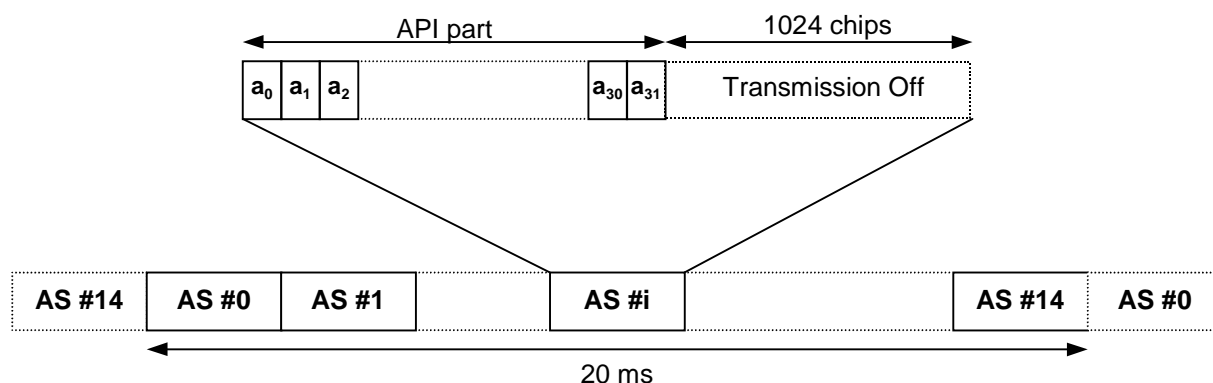 API part
1024 chips
a₀ a₁ a₂ a₃₀ a₃₁ Transmission Off
AS #14 AS #0 AS #1 AS #i AS #14 AS #0
20 ms